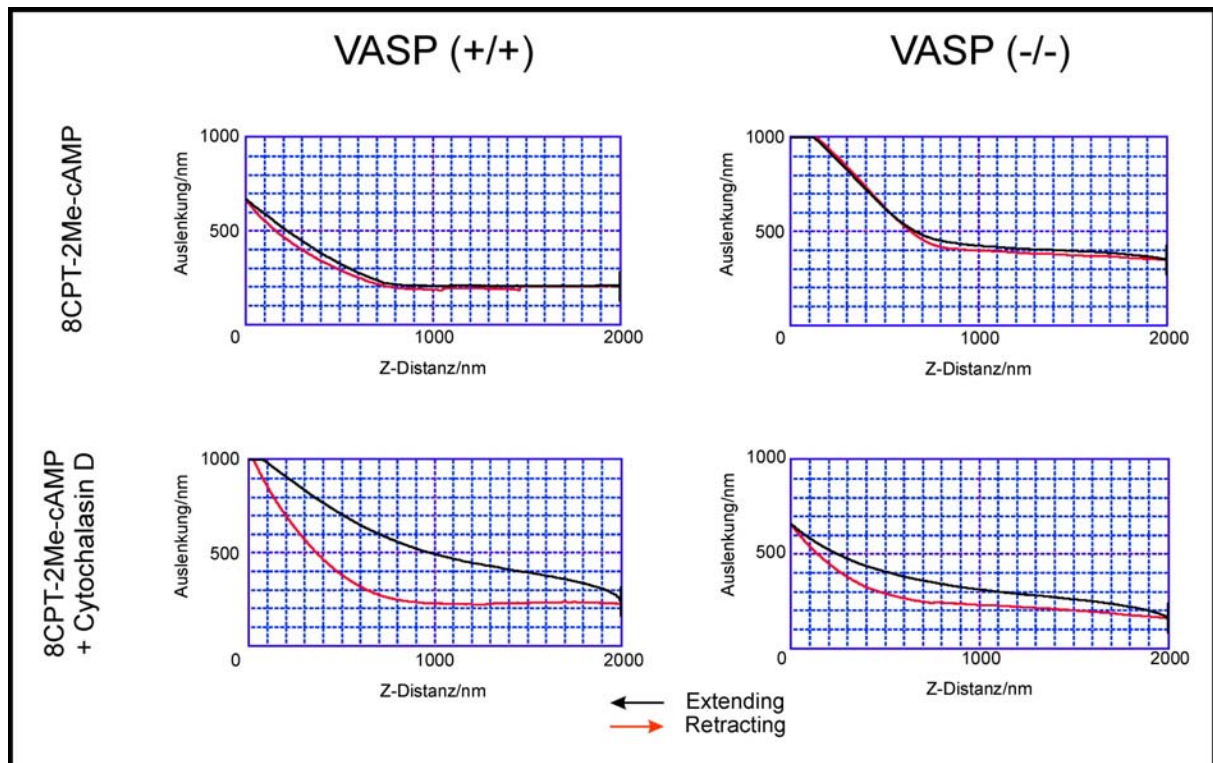 VASP (+/+)
VASP (-/-)
8CPT-2Me-cAMP
1000
500
0
1000
2000
Auslenkung/nm
Z-Distanz/nm
1000
500
0
1000
2000
Auslenkung/nm
Z-Distanz/nm
8CPT-2Me-cAMP
+ Cytochalasin D
1000
500
0
1000
2000
Auslenkung/nm
Z-Distanz/nm
1000
500
0
1000
2000
Auslenkung/nm
Z-Distanz/nm
Extending
Retracting